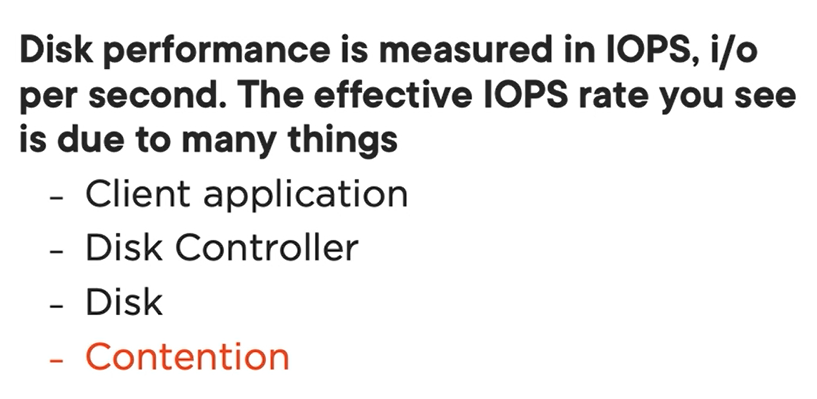 Disk performance is measured in IOPS, i/o
per second. The effective IOPS rate you see
is due to many things
- Client application
- Disk Controller
- Disk
- Contention